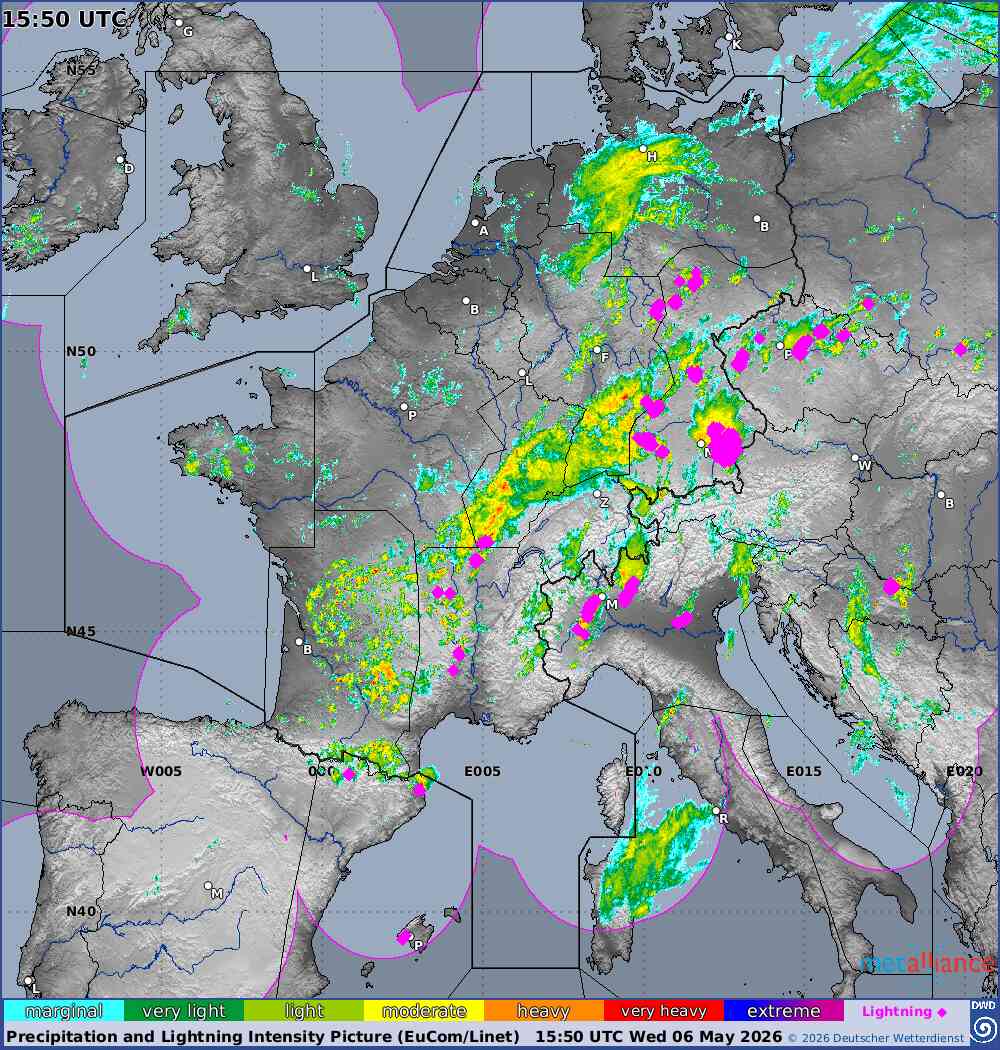 15:50 UTC
G
K
N55
H
D
A
B
L
B
N50
F
P
L
P
W
B
Z
M
N45
B
W005
000
E005
E010
E015
E020
R
M
N40
P
L
metalliance
marginal very light light moderate heavy very heavy extreme Lightning
DWD
Precipitation and Lightning Intensity Picture (EuCom/Linet) 15:50 UTC Wed 06 May 2026 © 2026 Deutscher Wetterdienst